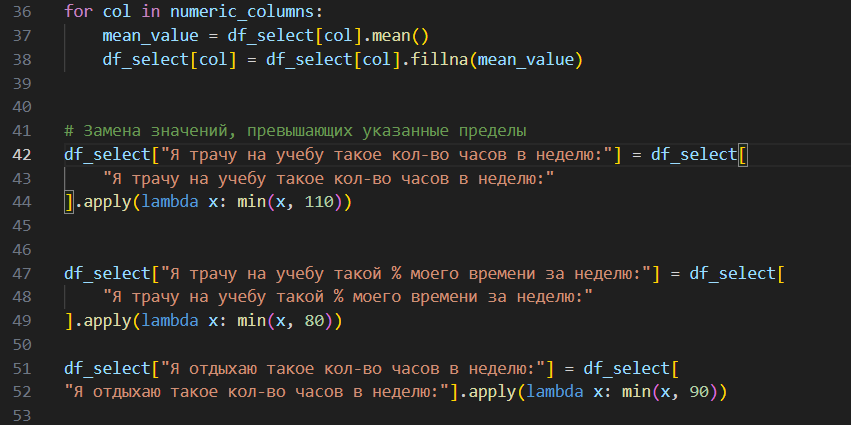 36 for col in numeric_columns:
37     mean_value = df_select[col].mean()
38     df_select[col] = df_select[col].fillna(mean_value)
39
40
41 # Замена значений, превышающих указанные пределы
42 df_select["Я трачу на учебу такое кол-во часов в неделю:"] = df_select[
43     "Я трачу на учебу такое кол-во часов в неделю:"
44 ].apply(lambda x: min(x, 110))
45
46
47 df_select["Я трачу на учебу такой % моего времени за неделю:"] = df_select[
48     "Я трачу на учебу такой % моего времени за неделю:"
49 ].apply(lambda x: min(x, 80))
50
51 df_select["Я отдыхаю такое кол-во часов в неделю:"] = df_select[
52 "Я отдыхаю такое кол-во часов в неделю:"].apply(lambda x: min(x, 90))
53